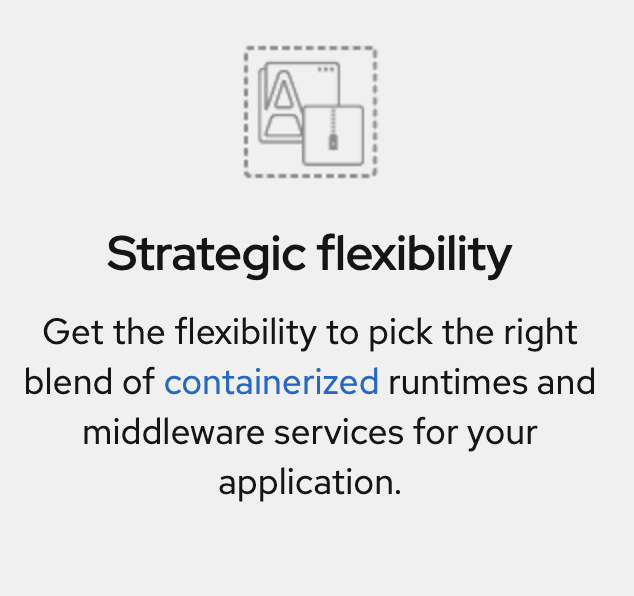 Strategic flexibility
Get the flexibility to pick the right
blend of containerized runtimes and
middleware services for your
application.